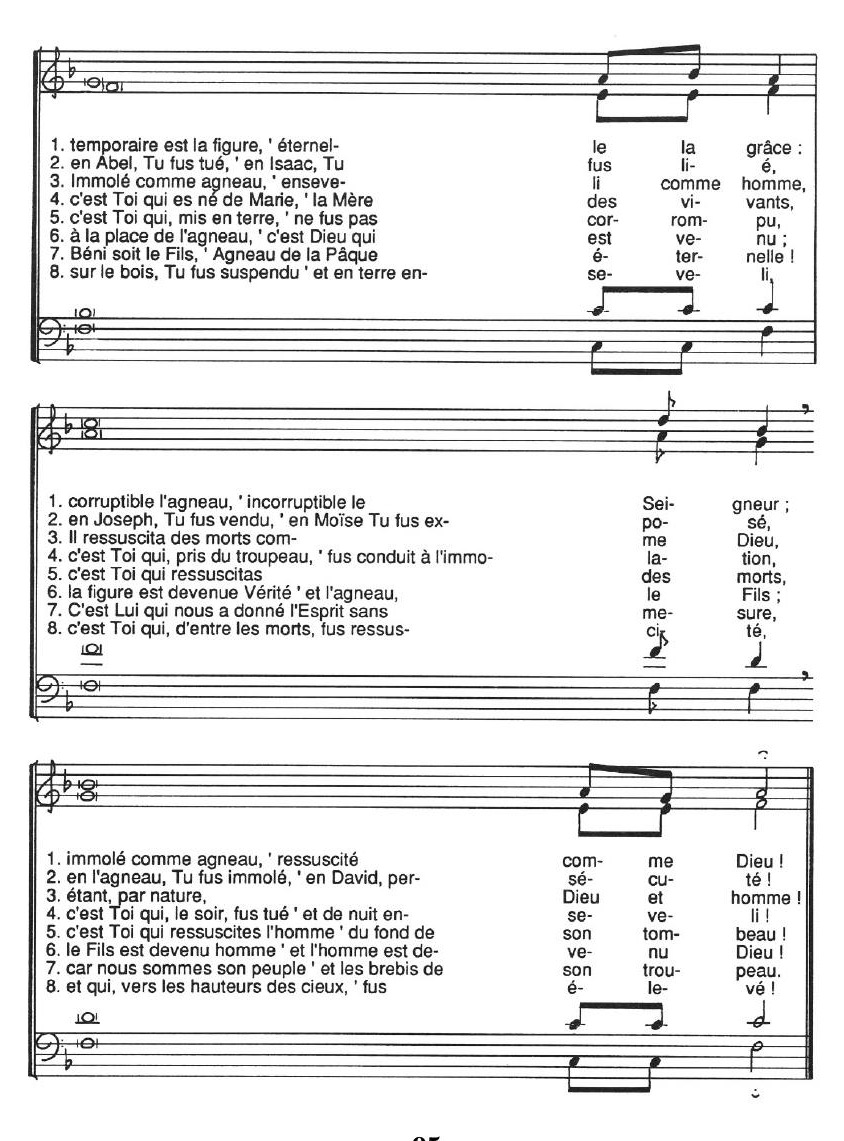 1. temporaire est la figure, ' éternel- le la grâce :
2. en Abel, Tu fus tué, ' en Isaac, Tu fus li- é,
3. Immolé comme agneau, ' enseve- li comme homme,
4. c'est Toi qui es né de Marie, ' la Mère des vi- vants,
5. c'est Toi qui, mis en terre, ' ne fus pas cor- rom- pu,
6. à la place de l'agneau, ' c'est Dieu qui est ve- nu ;
7. Béni soit le Fils, ' Agneau de la Pâque é- ter- nelle !
8. sur le bois, Tu fus suspendu ' et en terre en- se- ve- li,
1. corruptible l'agneau, ' incorruptible le Sei- gneur ;
2. en Joseph, Tu fus vendu, ' en Moïse Tu fus ex- po- sé,
3. Il ressuscita des morts com- me Dieu,
4. c'est Toi qui, pris du troupeau, ' fus conduit à l'immo- la- tion,
5. c'est Toi qui ressuscitas des morts,
6. la figure est devenue Vérité ' et l'agneau, le Fils ;
7. C'est Lui qui nous a donné l'Esprit sans me- sure,
8. c'est Toi qui, d'entre les morts, fus ressus- ci- té,
1. immolé comme agneau, ' ressuscité com- me Dieu !
2. en l'agneau, Tu fus immolé, ' en David, per- sé- cu- té !
3. étant, par nature, Dieu et homme !
4. c'est Toi qui, le soir, fus tué ' et de nuit en- se- ve- li !
5. c'est Toi qui ressuscites l'homme ' du fond de son tom- beau !
6. le Fils est devenu homme ' et l'homme est de- ve- nu Dieu !
7. car nous sommes son peuple ' et les brebis de son trou- peau.
8. et qui, vers les hauteurs des cieux, ' fus é- le- vé !